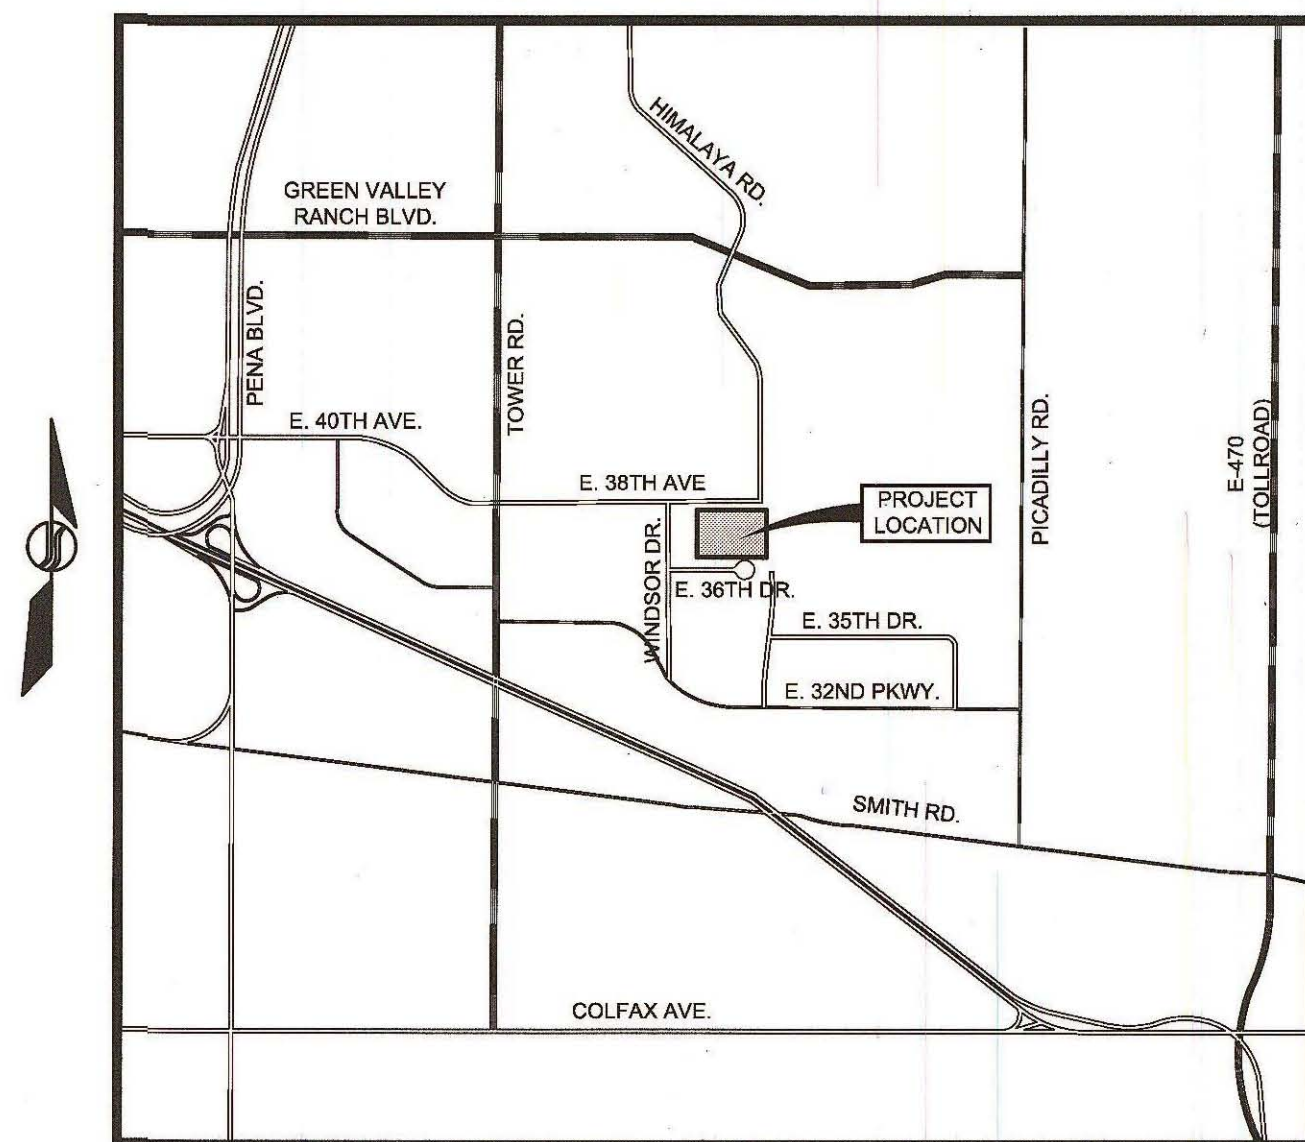 HIMALAYA RD.
GREEN VALLEY
RANCH BLVD.
PENA BLVD.
TOWER RD.
E. 40TH AVE.
PICADILLY RD.
E-470
(TOLLROAD)
E. 38TH AVE
PROJECT
LOCATION
WINDSOR DR.
E. 36TH DR.
E. 35TH DR.
E. 32ND PKWY.
SMITH RD.
COLFAX AVE.